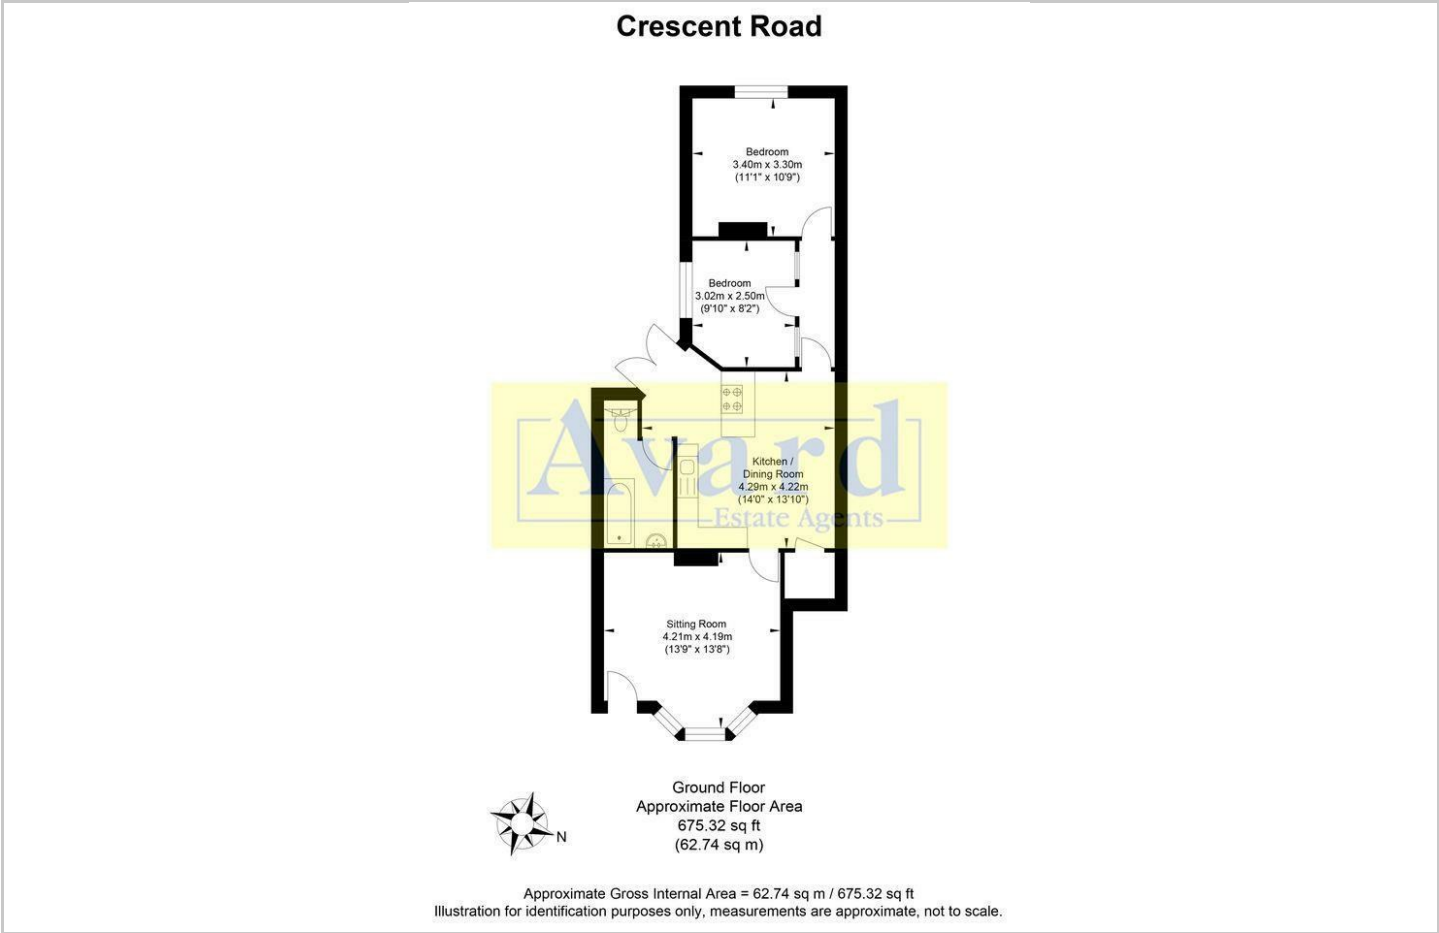 Crescent Road
Bedroom
3.40m x 3.30m
(11'1" x 10'9")
Bedroom
3.02m x 2.50m
(9'10" x 8'2")
Avard
Estate Agents
Kitchen /
Dining Room
4.29m x 4.22m
(14'0" x 13'10")
Sitting Room
4.21m x 4.19m
(13'9" x 13'8")
N
Ground Floor
Approximate Floor Area
675.32 sq ft
(62.74 sq m)
Approximate Gross Internal Area = 62.74 sq m / 675.32 sq ft
Illustration for identification purposes only, measurements are approximate, not to scale.